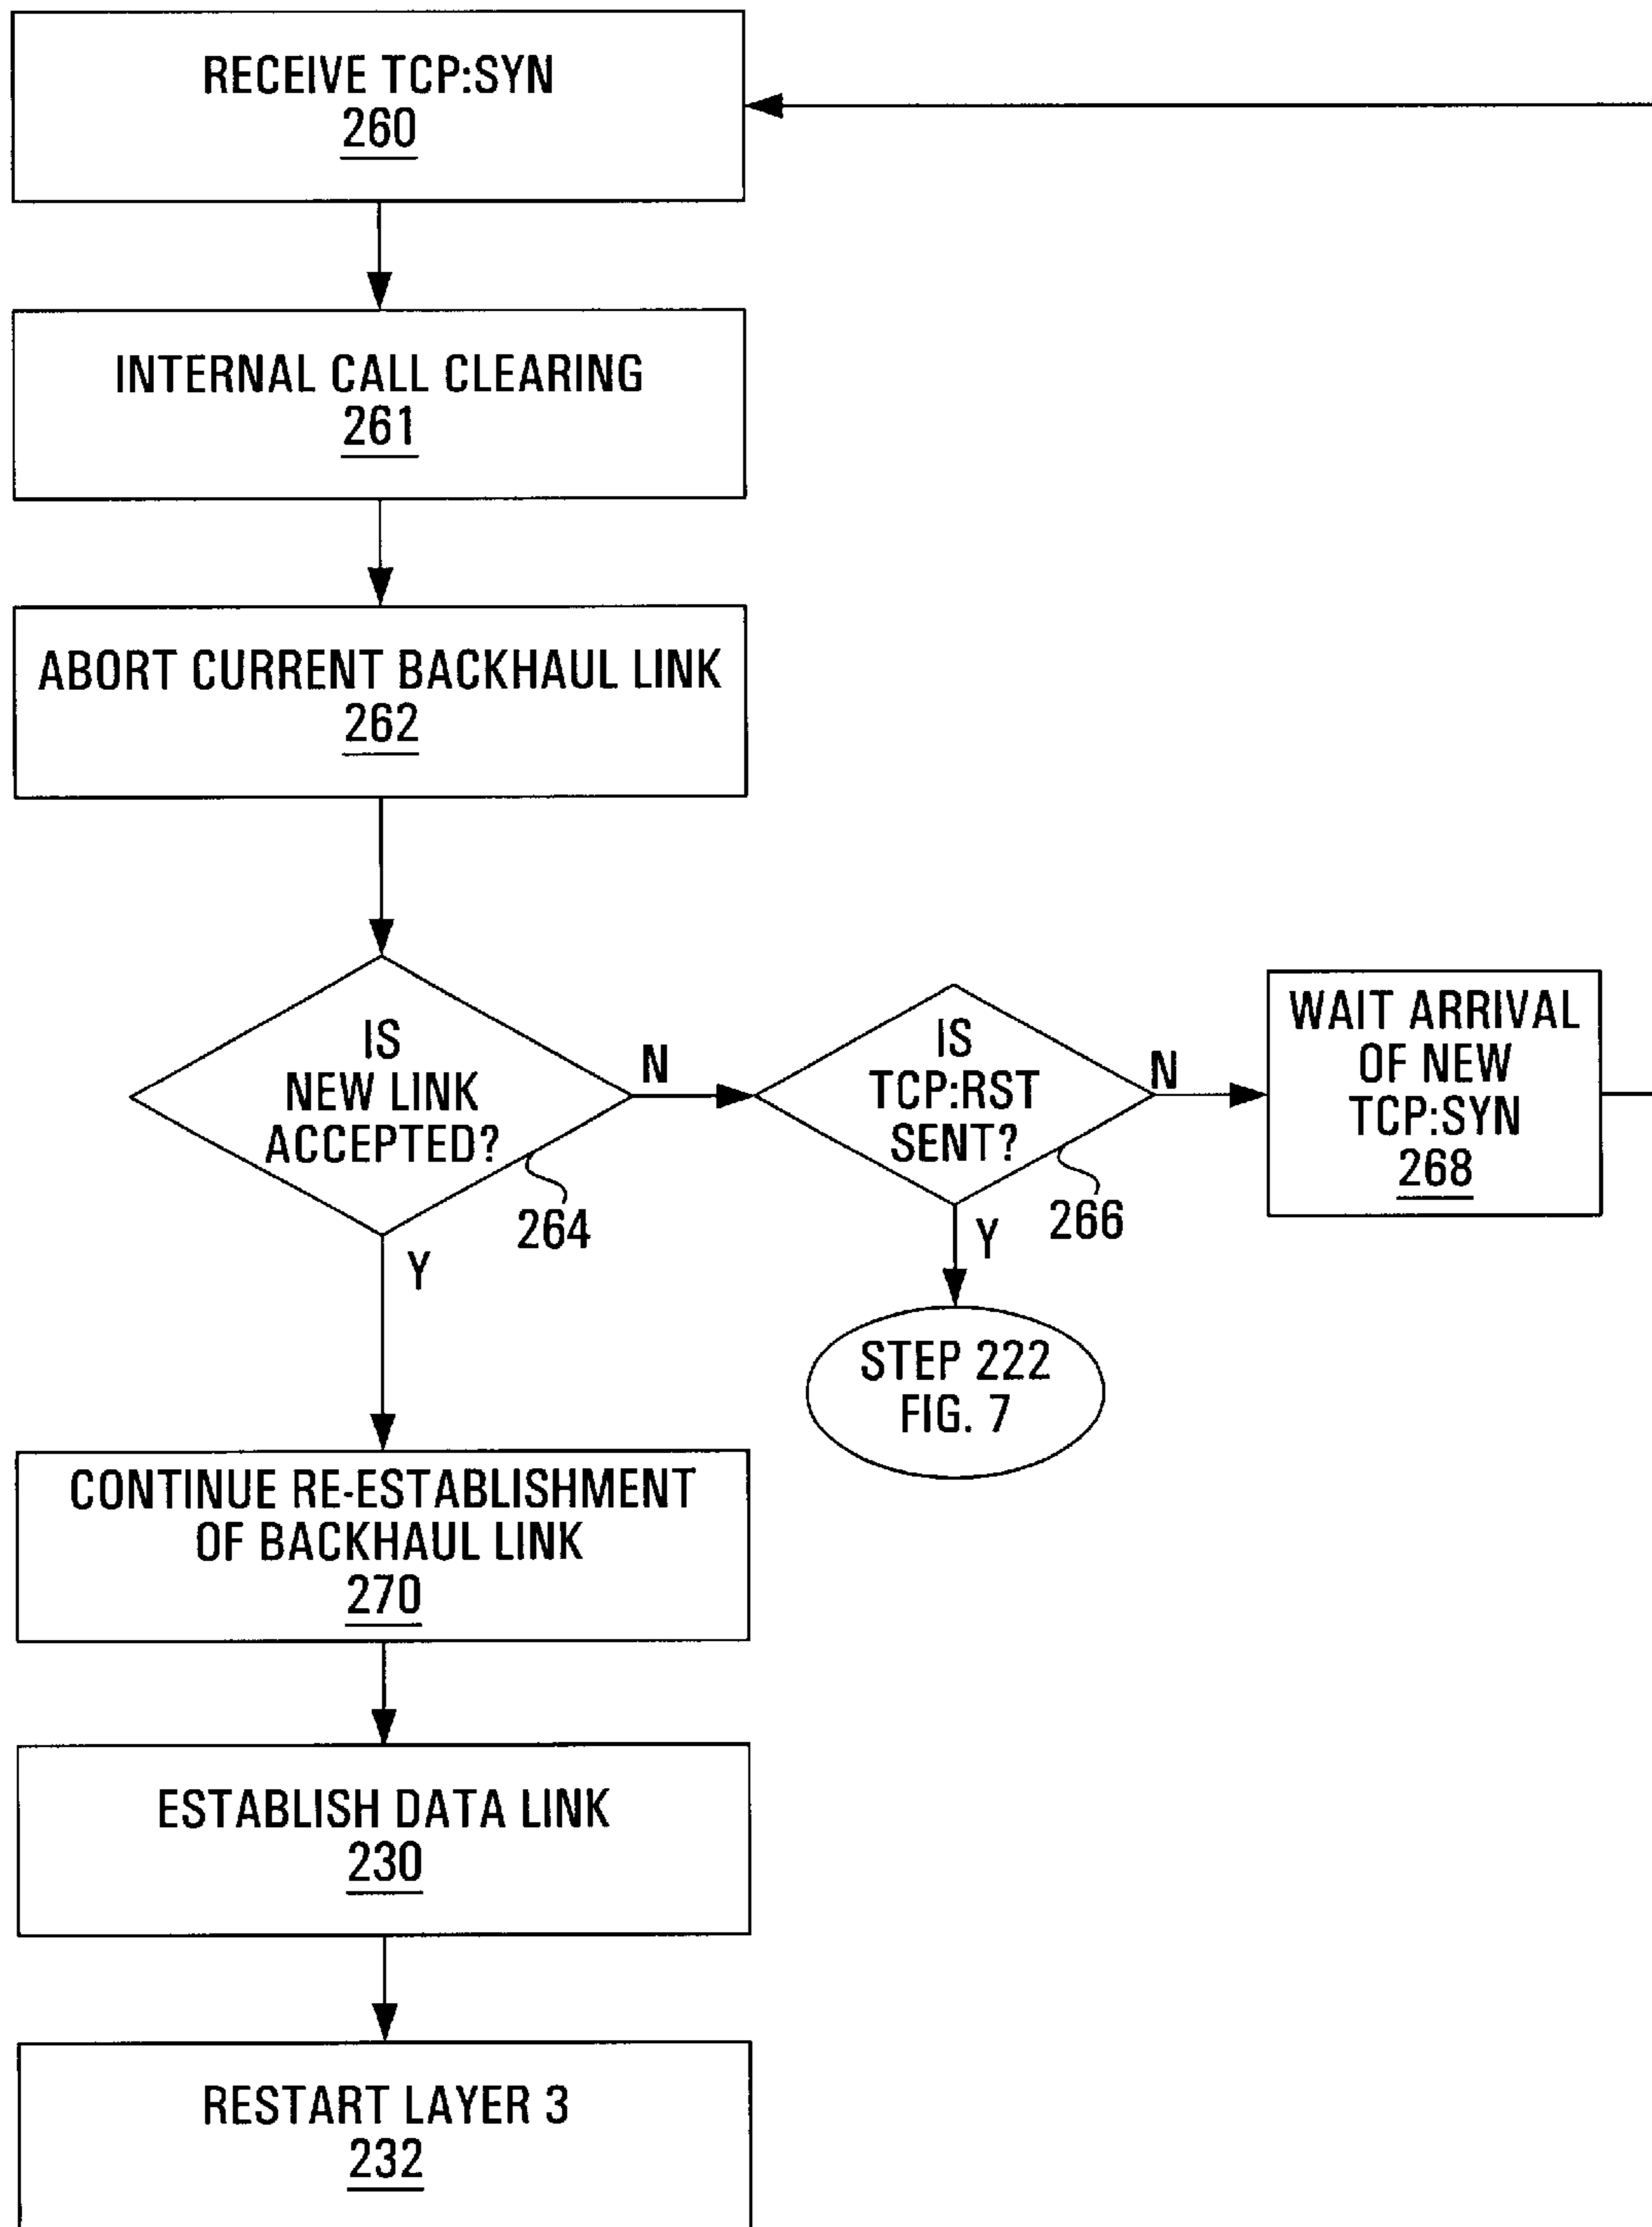 RECEIVE TCP:SYN
260
INTERNAL CALL CLEARING
261
ABORT CURRENT BACKHAUL LINK
262
IS
NEW LINK
ACCEPTED?
264
N
Y
IS
TCP:RST
SENT?
266
N
Y
WAIT ARRIVAL
OF NEW
TCP:SYN
268
STEP 222
FIG. 7
CONTINUE RE-ESTABLISHMENT
OF BACKHAUL LINK
270
ESTABLISH DATA LINK
230
RESTART LAYER 3
232